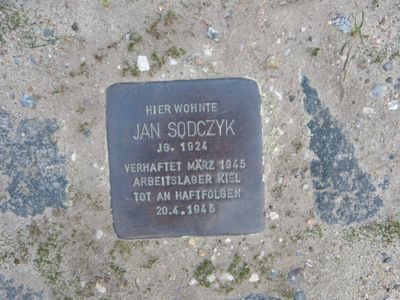 HIER WOHNTE
JAN SODCZYK
JG. 1924
VERHAFTET MÄRZ 1945
ARBEITSLAGER KIEL
TOT AN HAFTFOLGEN
20.4.1945